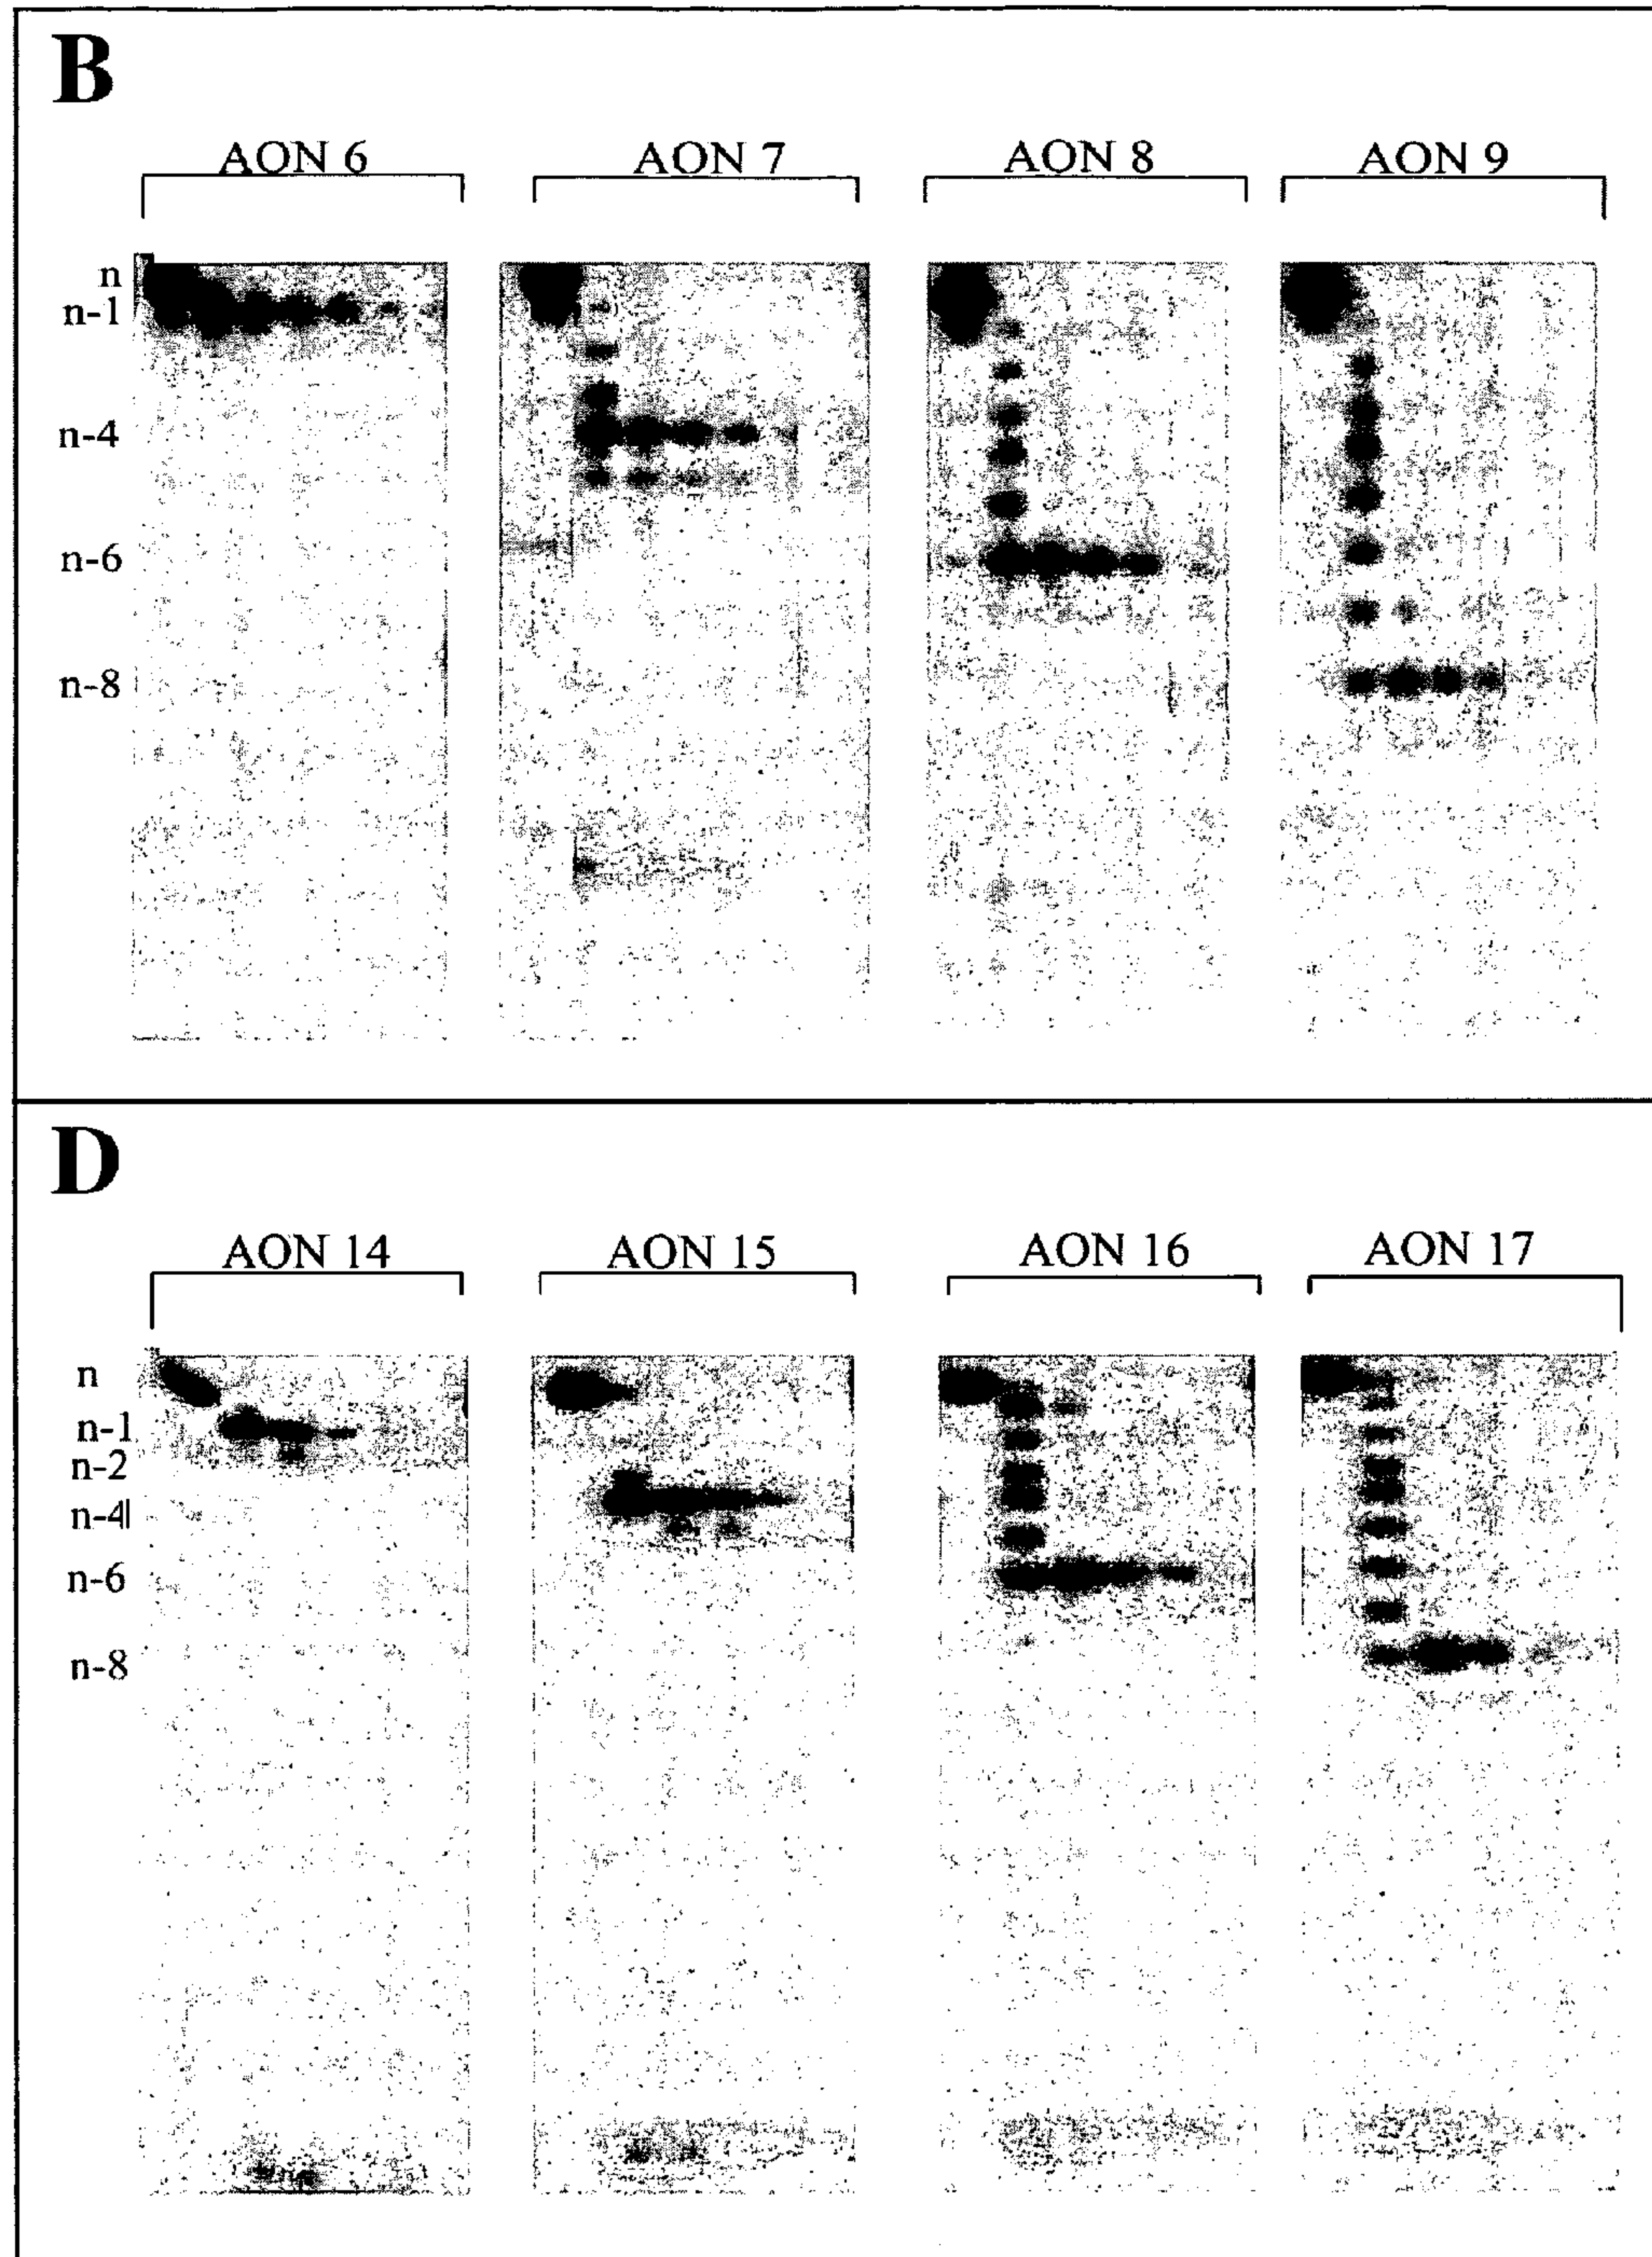 B
AON 6 AON 7 AON 8 AON 9
n
n-1
n-4
n-6
n-8
D
AON 14 AON 15 AON 16 AON 17
n
n-1
n-2
n-4
n-6
n-8